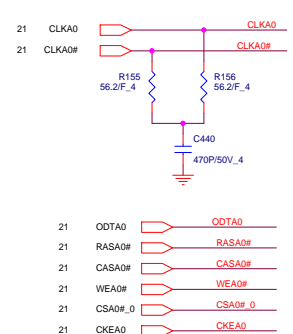 21 CLKA0 CLKA0
21 CLKA0# CLKA0#
R155 R156
56.2/F_4 56.2/F_4
C440
470P/50V_4
21 ODTA0 ODTA0
21 RASA0# RASA0#
21 CASA0# CASA0#
21 WEA0# WEA0#
21 CSA0#_0 CSA0#_0
21 CKEA0 CKEA0